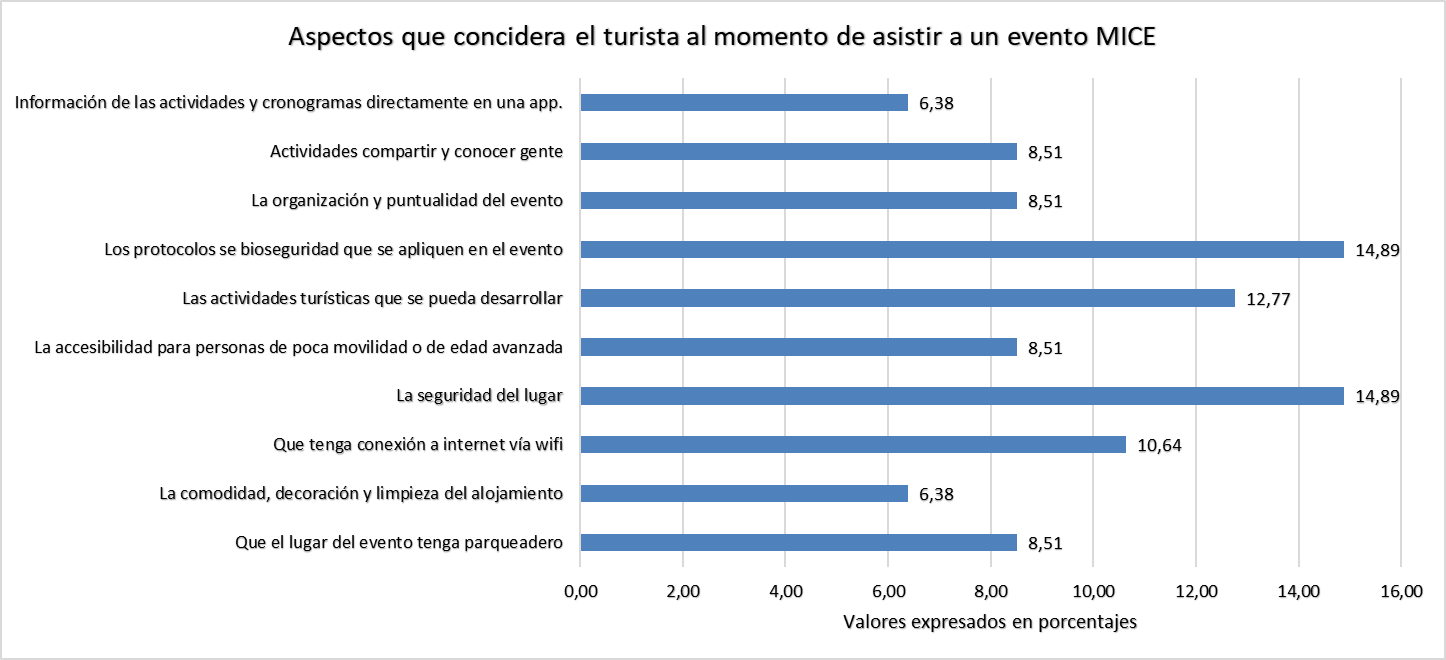 Aspectos que concidera el turista al momento de asistir a un evento MICE
Información de las actividades y cronogramas directamente en una app.
6,38
Actividades compartir y conocer gente
8,51
La organización y puntualidad del evento
8,51
Los protocolos se bioseguridad que se apliquen en el evento
14,89
Las actividades turísticas que se pueda desarrollar
12,77
La accesibilidad para personas de poca movilidad o de edad avanzada
8,51
La seguridad del lugar
14,89
Que tenga conexión a internet vía wifi
10,64
La comodidad, decoración y limpieza del alojamiento
6,38
Que el lugar del evento tenga parqueadero
8,51
0,00 2,00 4,00 6,00 8,00 10,00 12,00 14,00 16,00
Valores expresados en porcentajes